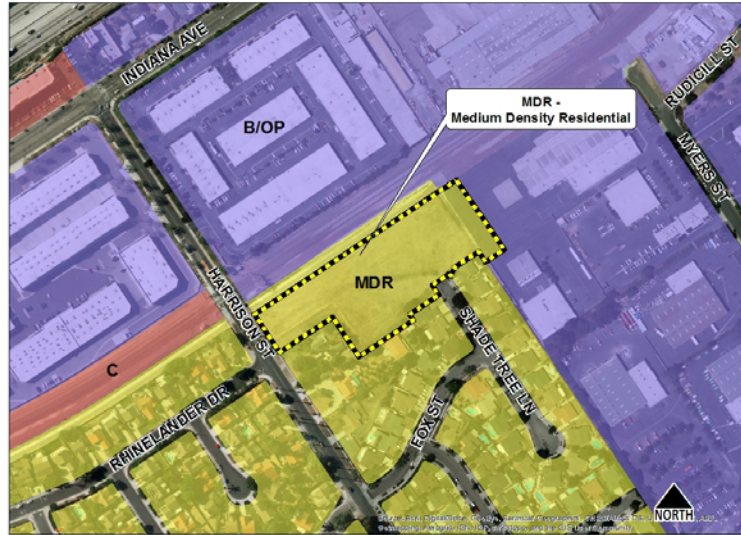 INDIANA AVE
B/OP
MDR -
Medium Density Residential
RUDICILL ST
MYERS ST
HARRISON ST
MDR
C
SHADE TREE LN
RHINELANDER DR
FOX ST
NORTH